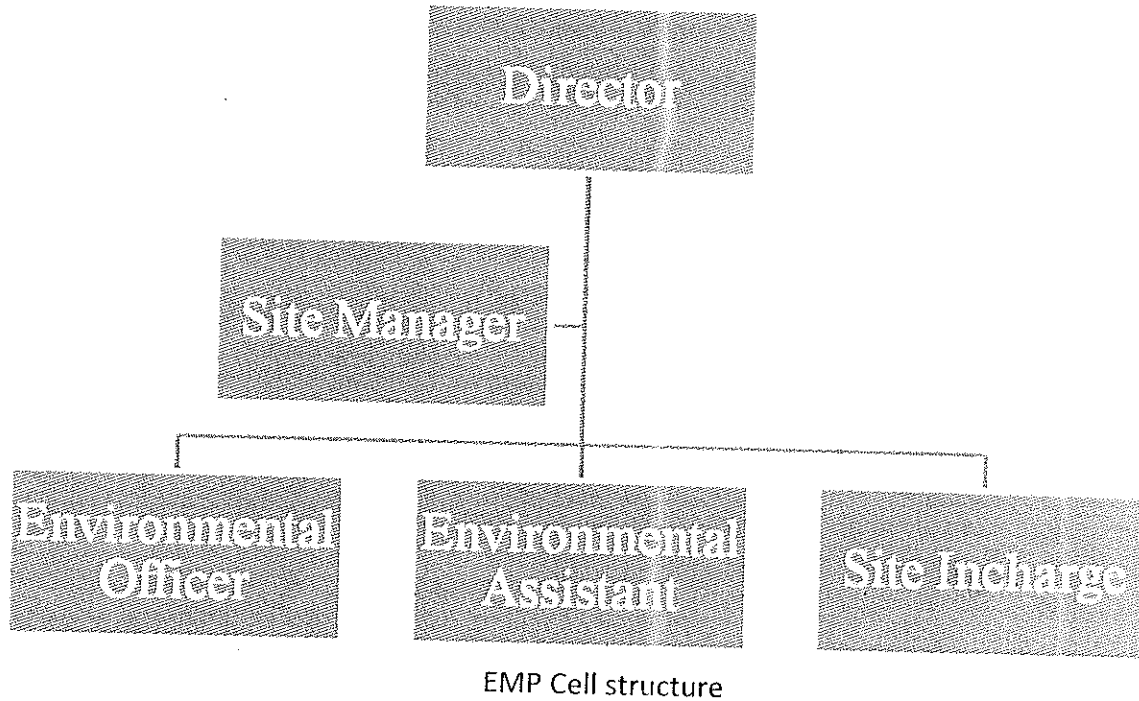 Director
Site Manager
Environmental
Officer
Environmental
Assistant
Site Incharge
EMP Cell structure